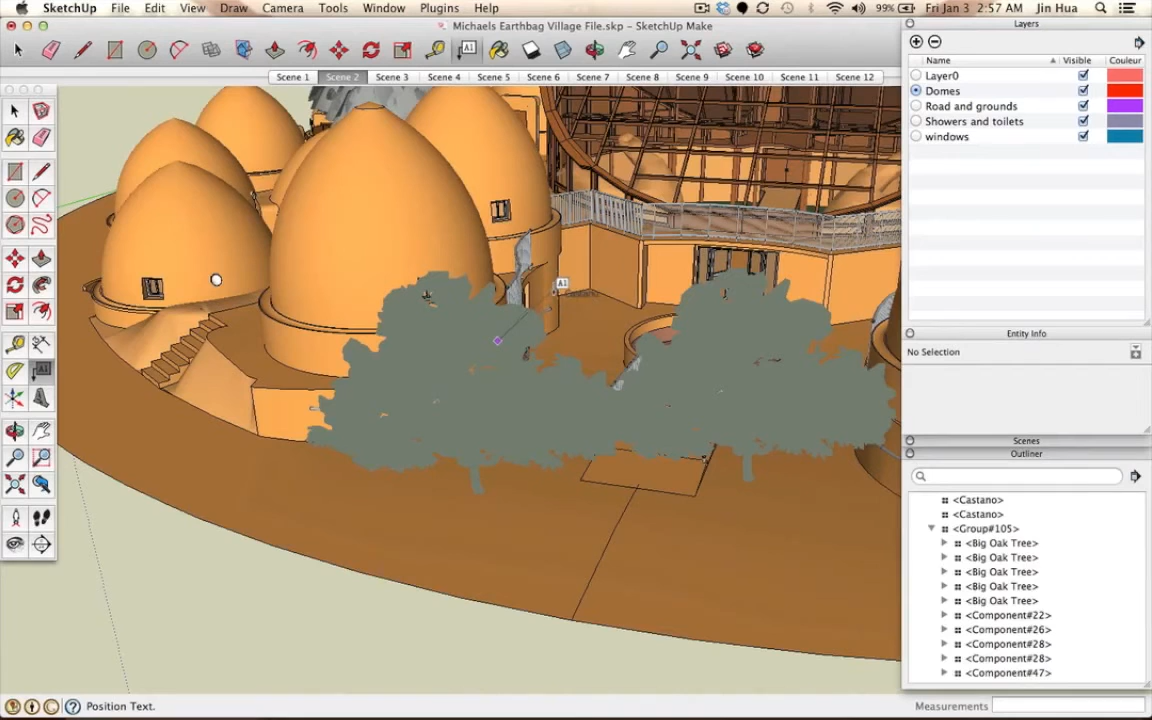 SketchUp File Edit View Draw Camera Tools Window Plugins Help 99% Fri Jan 3 2:57 AM Jin Hua
Michaels Earthbag Village File.skp - SketchUp Make
A1
Scene 1 Scene 2 Scene 3 Scene 4 Scene 5 Scene 6 Scene 7 Scene 8 Scene 9 Scene 10 Scene 11 Scene 12
Layers
Name Visible Couleur
Layer0
Domes
Road and grounds
Showers and toilets
windows
A1
Castano
A1
Entity Info
No Selection
Scenes
Outliner
<Castano>
<Castano>
<Group#105>
<Big Oak Tree>
<Big Oak Tree>
<Big Oak Tree>
<Big Oak Tree>
<Big Oak Tree>
<Component#22>
<Component#26>
<Component#28>
<Component#28>
<Component#47>
Position Text.
Measurements